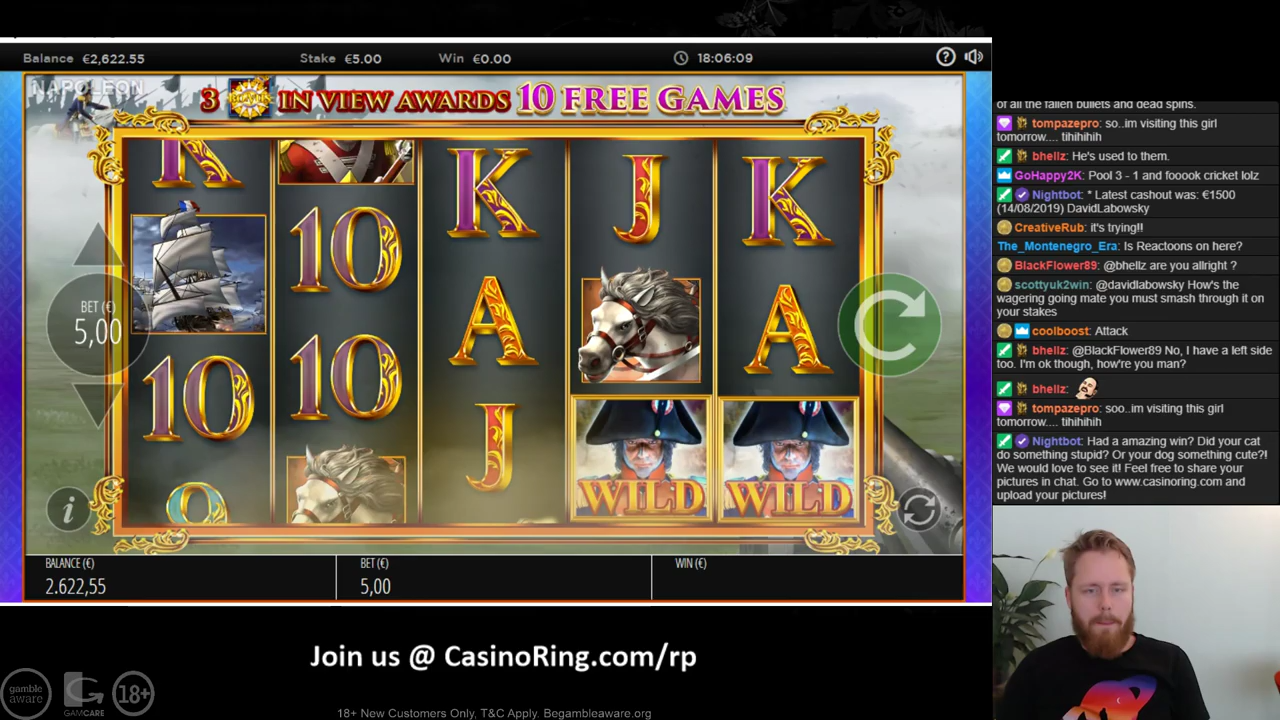 Balance €2,622.55 Stake €5.00 Win €0.00 18:06:09 ?
NAPOLEON
3 BONUS IN VIEW AWARDS 10 FREE GAMES
K K J K
10 A A
BET (€)
5,00
10 10 J WILD WILD
i
BALANCE (€) BET (€) WIN (€)
2.622,55 5,00
Join us @ CasinoRing.com/rp
gamble
aware
GAMCARE
18+
18+ New Customers Only, T&C Apply. Begambleaware.org
of all the fallen bullets and dead spins.
tompazepro: so..im visiting this girl
tomorrow.... tihihihih
bhellz: He's used to them.
GoHappy2K: Pool 3 - 1 and fooook cricket lolz
Nightbot: * Latest cashout was: €1500
(14/08/2019) DavidLabowsky
CreativeRub: it's trying!!
The_Montenegro_Era: Is Reactoons on here?
BlackFlower89: @bhellz are you allright ?
scottyuk2win: @davidlabowsky How's the
wagering going mate you must smash through it on
your stakes
coolboost: Attack
bhellz: @BlackFlower89 No, I have a left side
too. I'm ok though, how're you man?
bhellz:
tompazepro: soo..im visiting this girl
tomorrow.... tihihihih
Nightbot: Had a amazing win? Did your cat
do something stupid? Or your dog something cute?!
We would love to see it! Feel free to share your
pictures in chat. Go to www.casinoring.com and
upload your pictures!